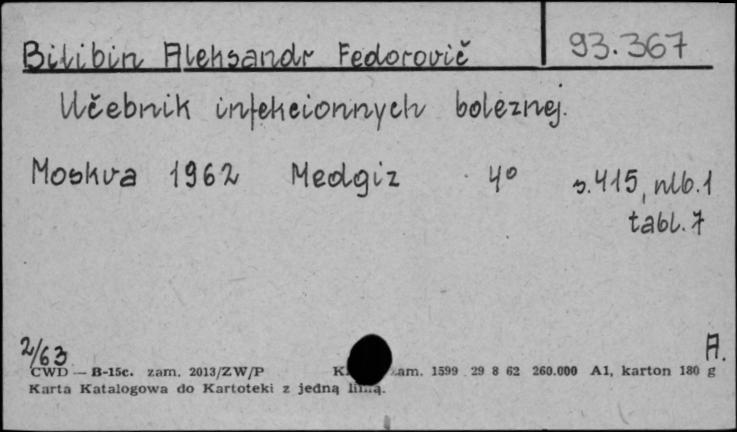 Bilibin Aleksandr Fedorovič 93.367
Učebnik infekcionnych boleznej.
Moskva 1962 Medgiz 4° s.415, nlb.1
tabl.7
2/63 A.
CWD — B-15c. zam. 2013/ZW/P zam. 1599 29 8 62 260.000 A1, karton 180 g
Karta Katalogowa do Kartoteki z jedną linią.